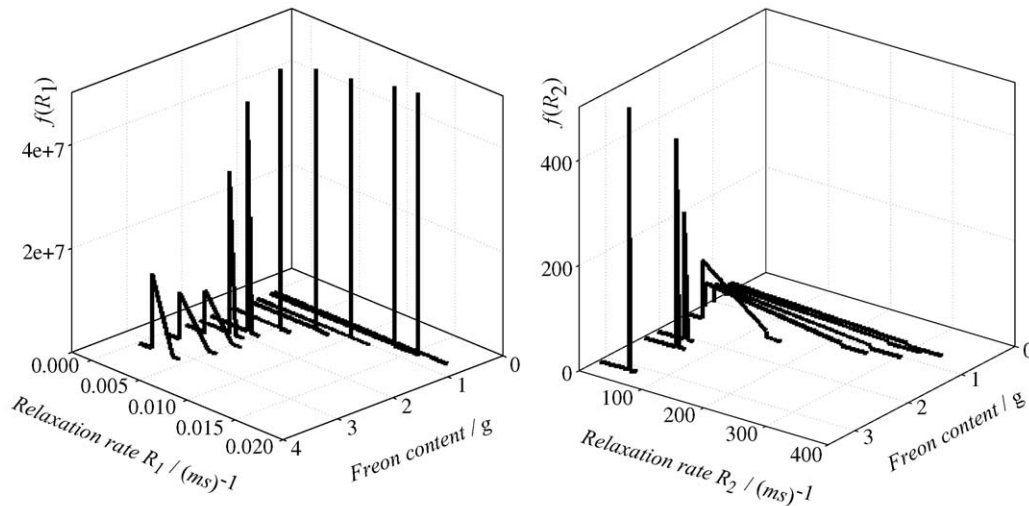 f(R1)
4e+7
2e+7
0.000
0.005
0.010
0.015
0.020
Relaxation rate R1 / (ms)-1
4
3
2
1
0
Freon content / g
f(R2)
400
200
0
100
200
300
400
Relaxation rate R2 / (ms)-1
3
2
1
0
Freon content / g